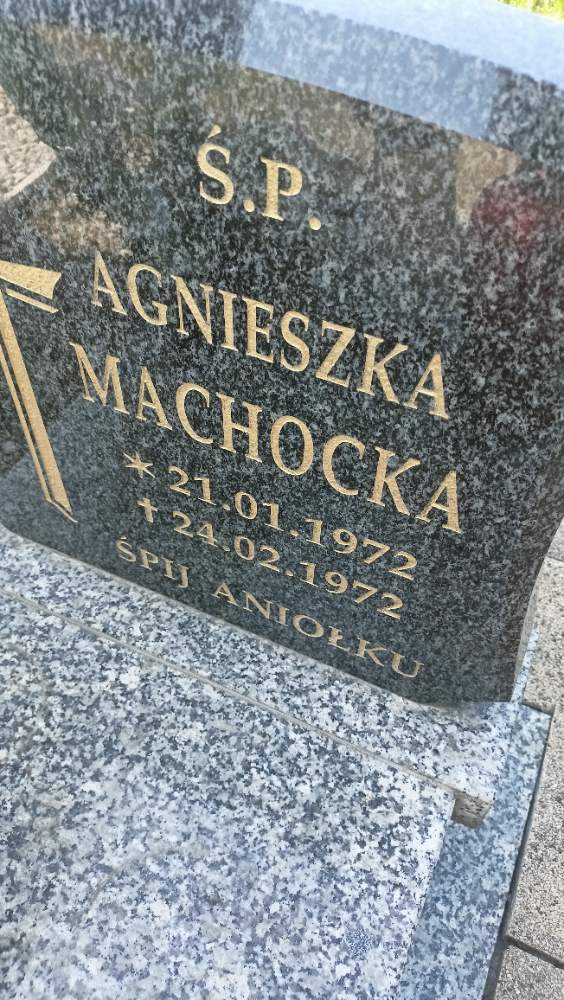 Ś.P.
AGNIESZKA
MACHOCKA
* 21.01.1972
✝ 24.02.1972
ŚPIJ ANIOŁKU